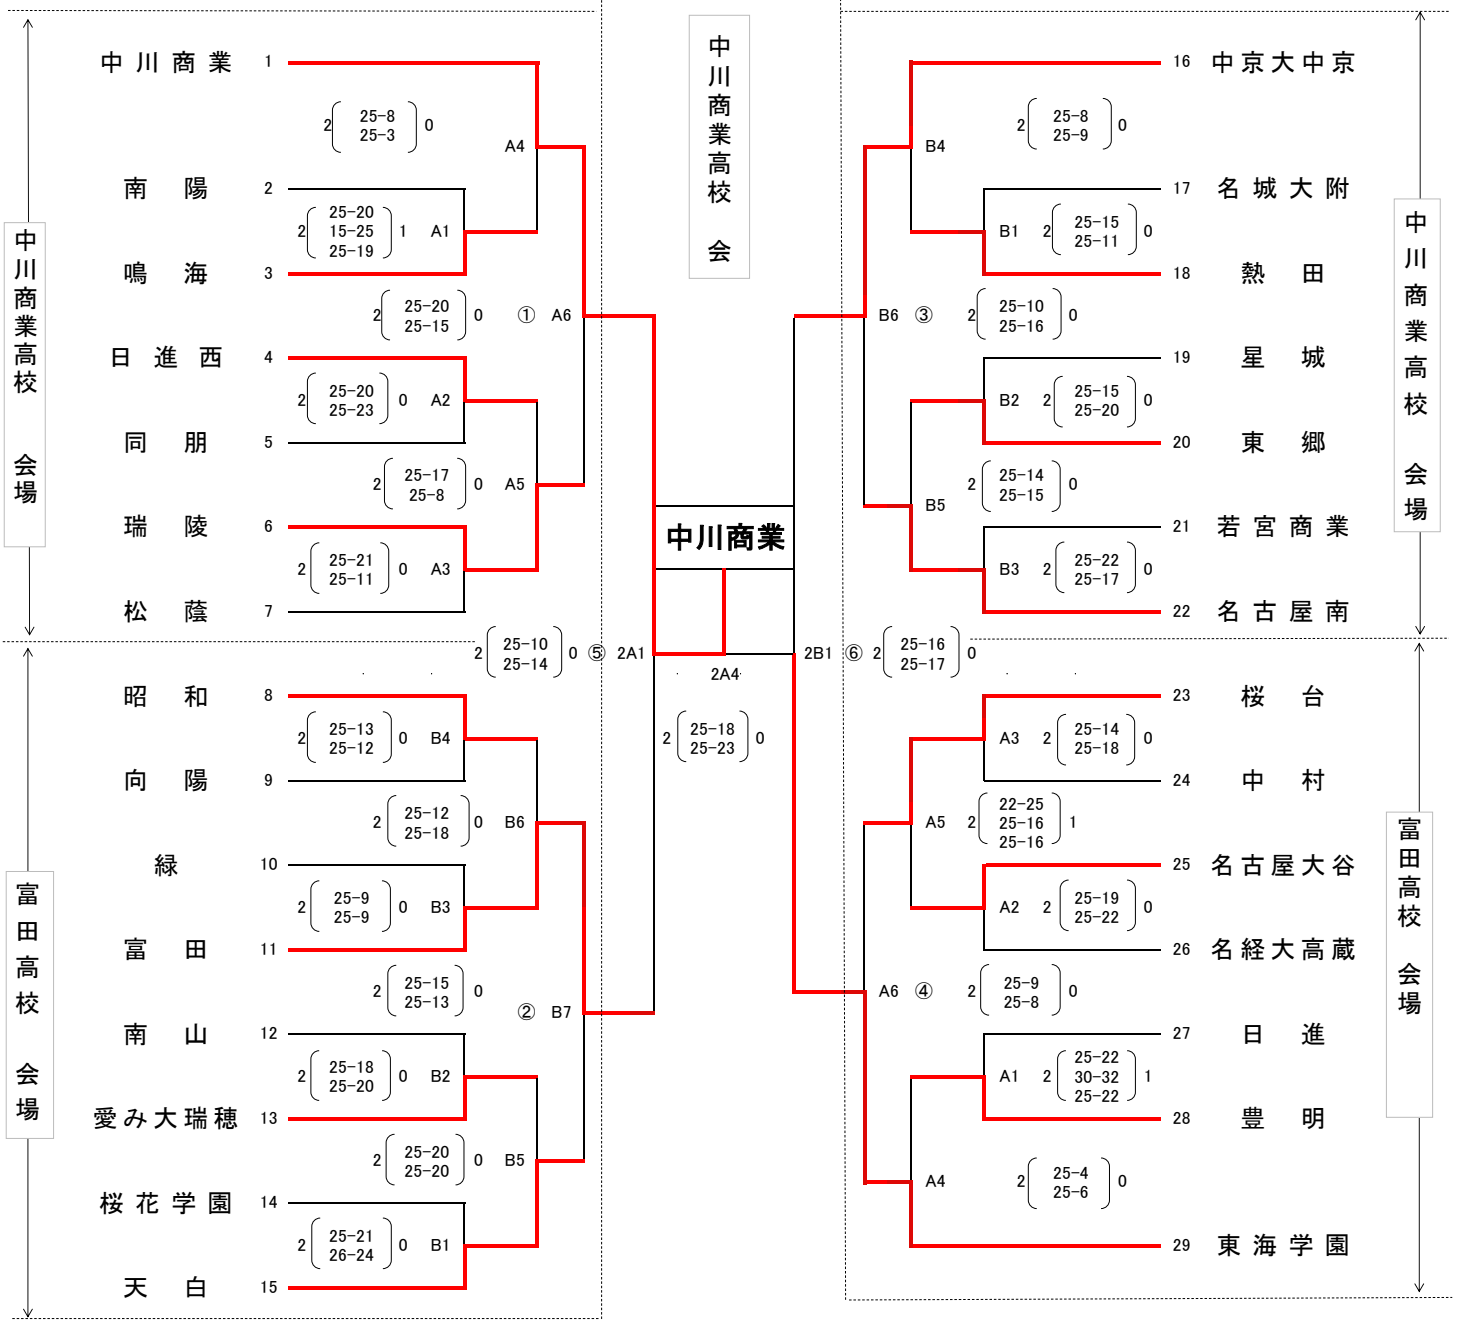 中川商業高校 会
中川商業高校 会場
富田高校 会場
中川商業 1
2 25-8 0
25-3
A4
南陽 2
25-20
2 15-25 1 A1
25-19
鳴海 3
2 25-20 0 ① A6
25-15
日進西 4
2 25-20 0 A2
25-23
同朋 5
2 25-17 0 A5
25-8
瑞陵 6
2 25-21 0 A3
25-11
松蔭 7
2 25-10 0 ⑤ 2A1
25-14
昭和 8
2 25-13 0 B4
25-12
向陽 9
2 25-12 0 B6
25-18
緑 10
2 25-9 0 B3
25-9
富田 11
2 25-15 0 ② B7
25-13
南山 12
2 25-18 0 B2
25-20
愛み大瑞穂 13
2 25-20 0 B5
25-20
桜花学園 14
2 25-21 0 B1
26-24
天白 15
中川商業
2A4
2 25-18 0
25-23
16 中京大中京
2 25-8 0
25-9
B4
17 名城大附
B1 2 25-15 0
25-11
18 熱田
B6 ③ 2 25-10 0
25-16
19 星城
B2 2 25-15 0
25-20
20 東郷
B5 2 25-14 0
25-15
21 若宮商業
B3 2 25-22 0
25-17
22 名古屋南
2B1 ⑥ 2 25-16 0
25-17
23 桜台
A3 2 25-14 0
25-18
24 中村
22-25
A5 2 25-16 1
25-16
25 名古屋大谷
A2 2 25-19 0
25-22
26 名経大高蔵
A6 ④ 2 25-9 0
25-8
27 日進
25-22
A1 2 30-32 1
25-22
28 豊明
A4 2 25-4 0
25-6
29 東海学園
中川商業高校 会場
富田高校 会場